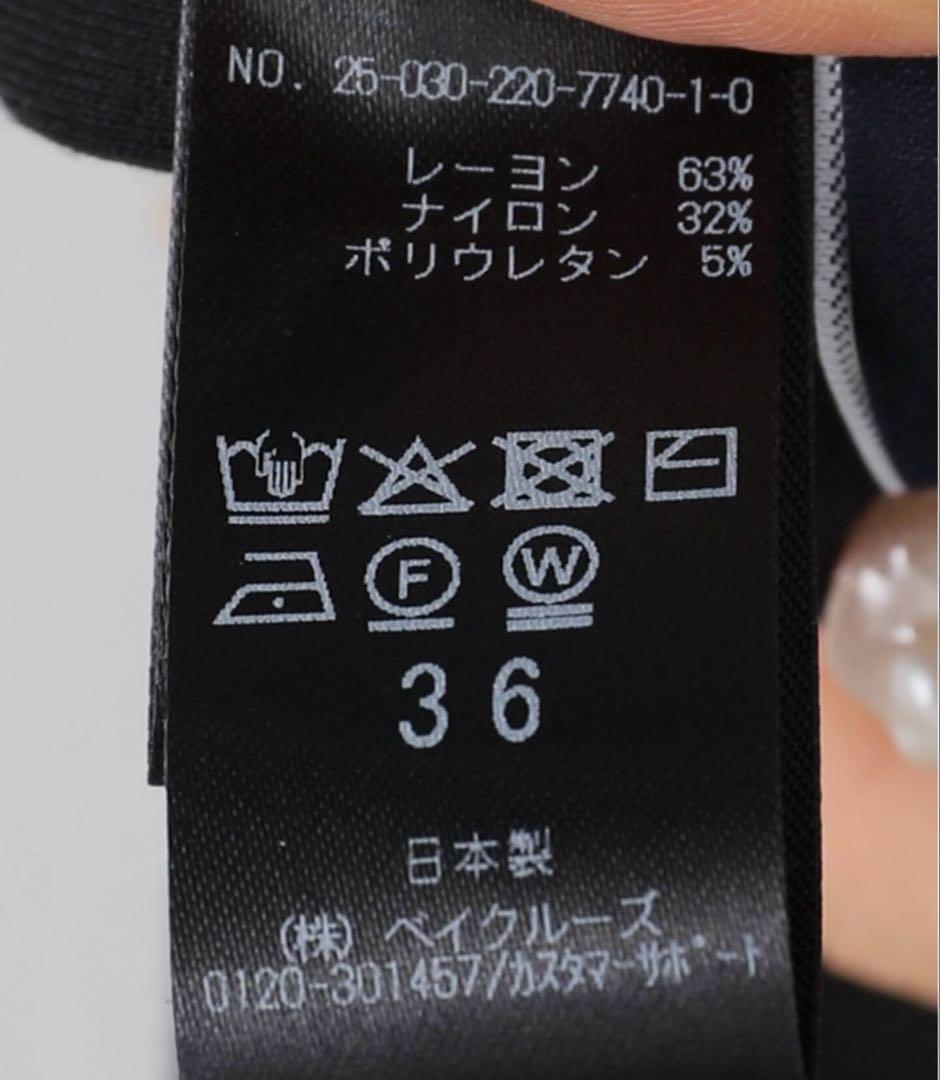 NO. 25-030-220-7740-1-0
レーヨン 63%
ナイロン 32%
ポリウレタン 5%
F W
36
日本製
(株) ベイクルーズ
0120-301457/カスタマーサポート